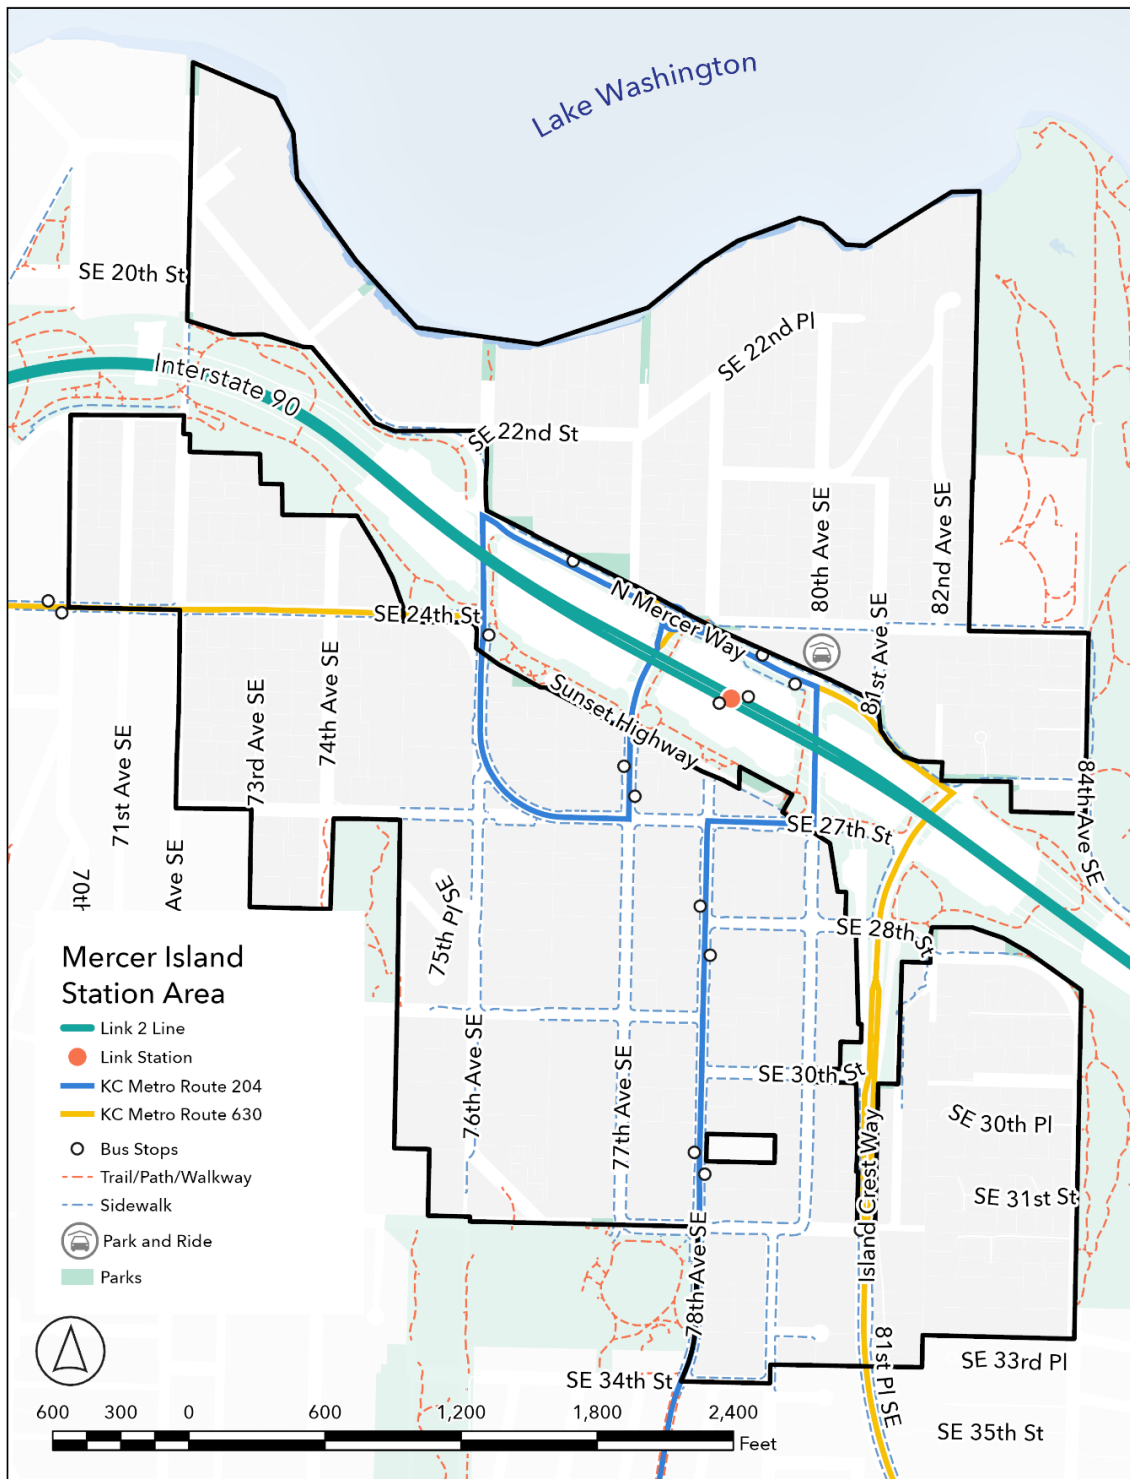 Lake Washington
SE 20th St
Interstate 90
SE 22nd Pl
SE 22nd St
80th Ave SE
82nd Ave SE
N Mercer Way
81st Ave SE
SE 24th St
Sunset Highway
74th Ave SE
73rd Ave SE
71st Ave SE
70th
Ave SE
84th Ave SE
SE 27th St
75th Pl SE
SE 28th St
76th Ave SE
77th Ave SE
SE 30th St
SE 30th Pl
SE 31st St
Island Crest Way
78th Ave SE
81st Pl SE
SE 33rd Pl
SE 34th St
SE 35th St
Mercer Island
Station Area
Link 2 Line
Link Station
KC Metro Route 204
KC Metro Route 630
Bus Stops
Trail/Path/Walkway
Sidewalk
Park and Ride
Parks
600 300 0 600 1,200 1,800 2,400
Feet